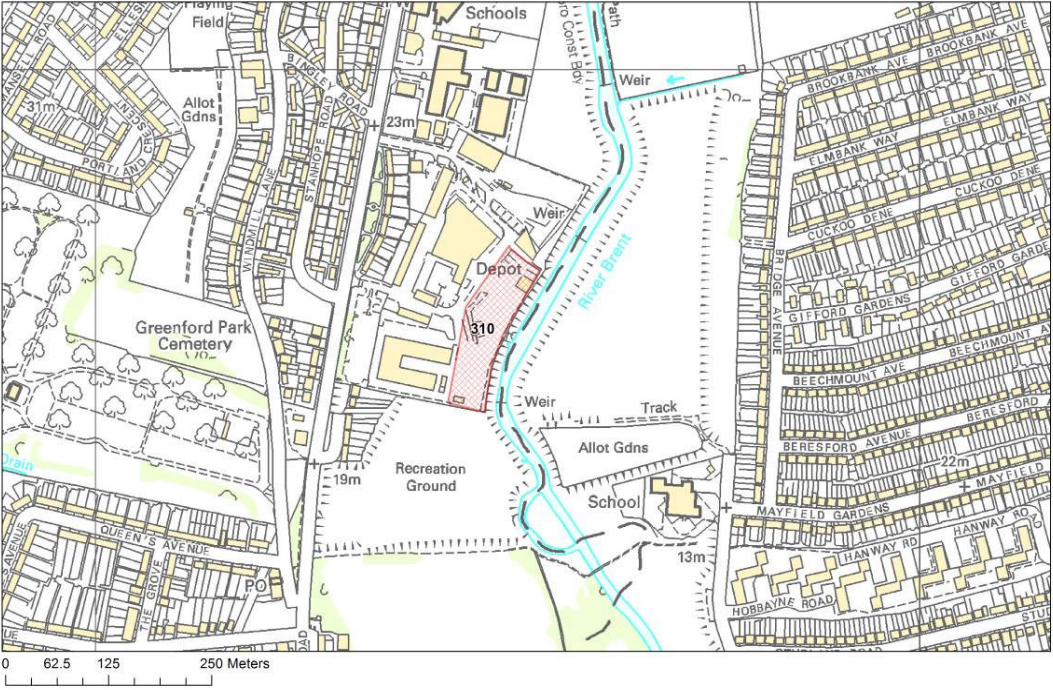 Playing
Field
Schools
Path
Boro Const Bdy
Weir
BROOKBANK AVE
BROOKBANK AVE
31m
Allot
Gdns
BINGLEY ROAD
23m
ELMBANK WAY
ELMBANK WAY
PORTLAND CRESCENT
STANHOPE ROAD
WINDMILL LANE
CUCKOO DENE
CUCKOO DENE
Weir
River Brent
Depot
BRIDGE AVENUE
GIFFORD GARDENS
310
Greenford Park
Cemetery
BEECHMOUNT AVE
Weir
Track
BERESFORD AVENUE
BERESFORD
Allot Gdns
Drain
Recreation
Ground
19m
22m
School
MAYFIELD GARDENS
MAYFIELD
QUEEN'S AVENUE
HANWAY RD
HANWAY RD
13m
THE GROVE
PO
HOBBAYNE ROAD
0 62.5 125 250 Meters